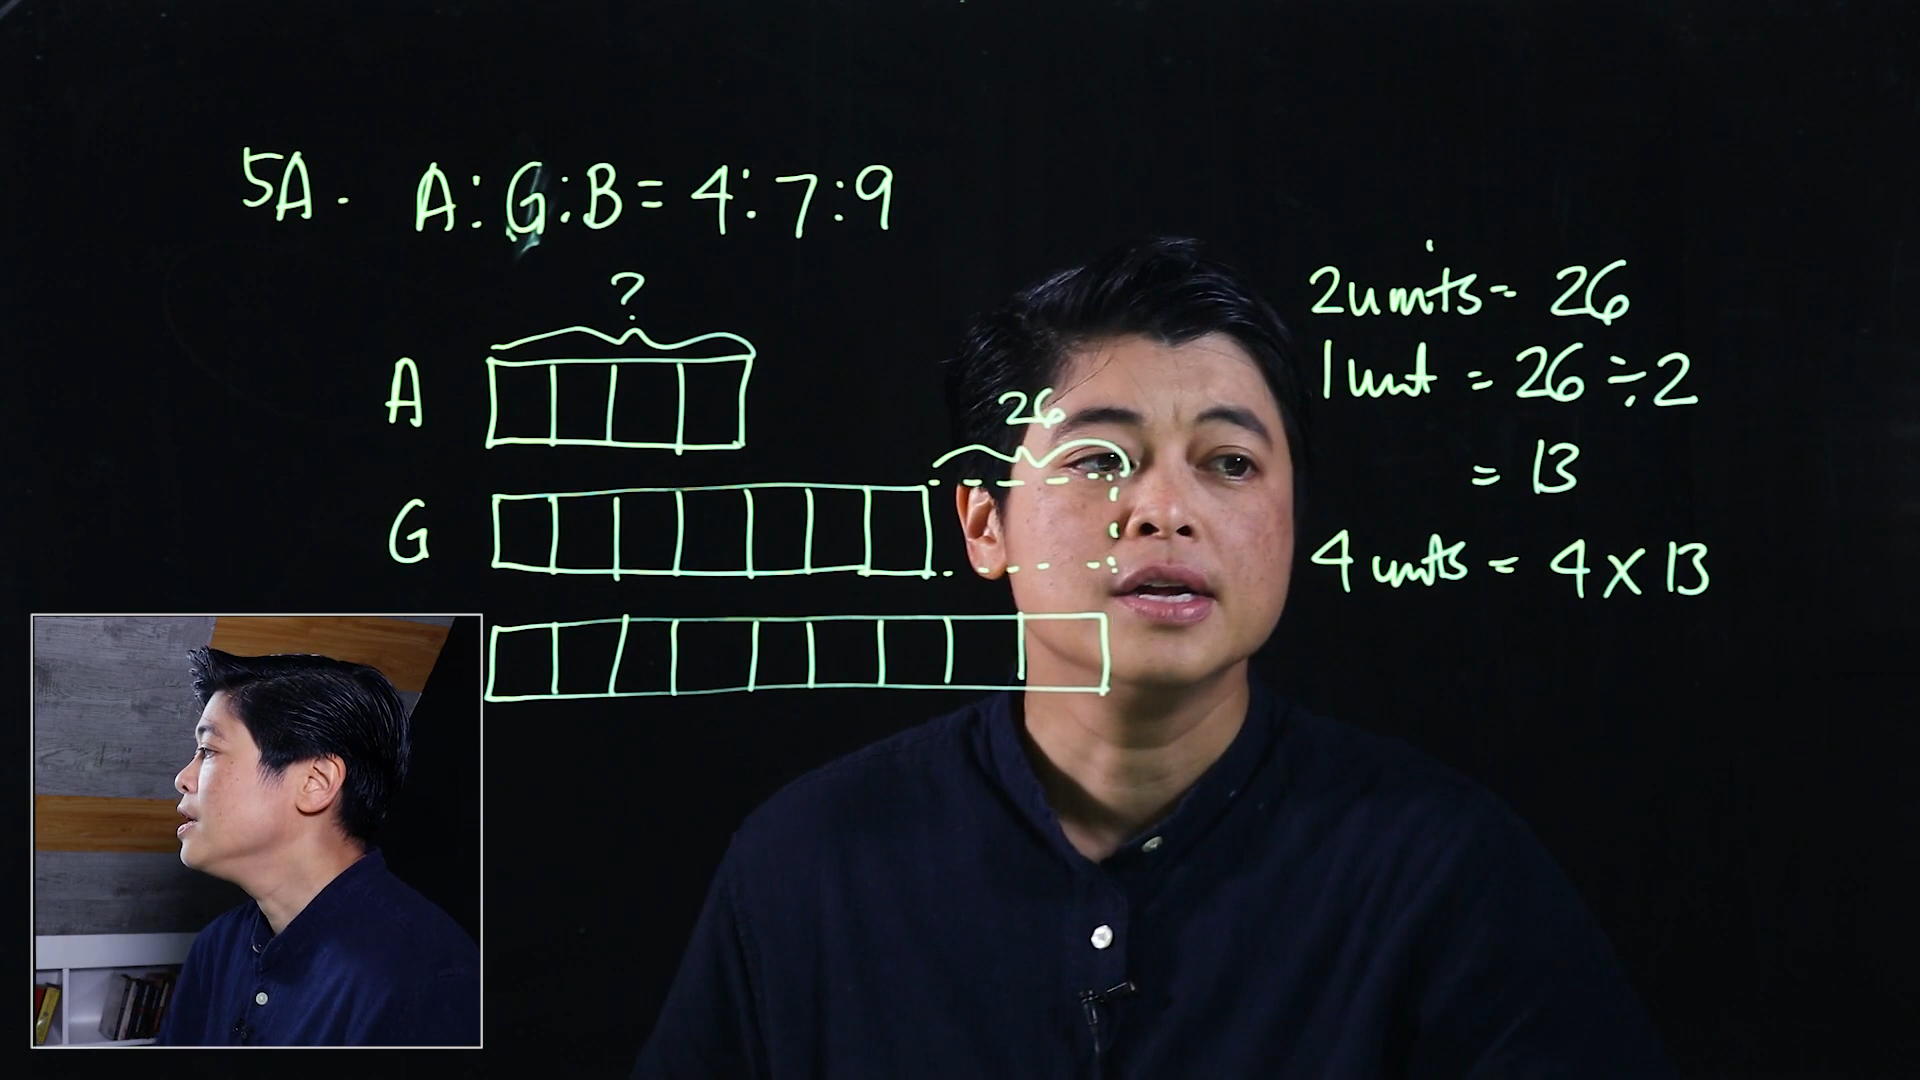 5A. A:G:B = 4:7:9
?
A
26
G
2 units = 26
1 unit = 26 ÷ 2
= 13
4 units = 4 x 13